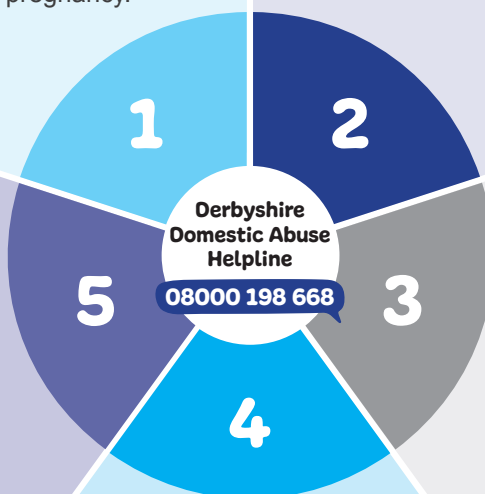 pregnancy.
1
2
Derbyshire
Domestic Abuse
Helpline
08000 198 668
5
3
4